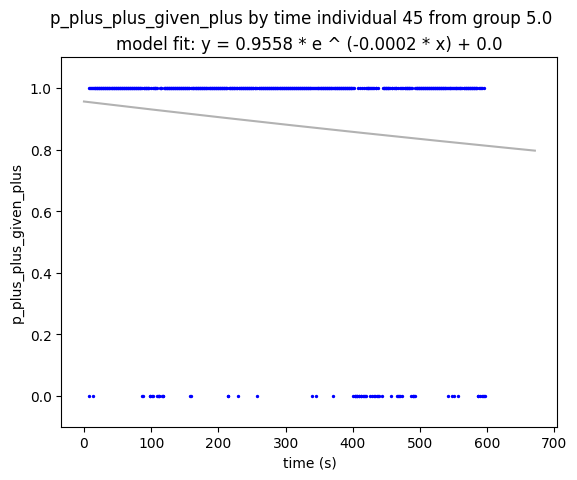 p_plus_plus_given_plus by time individual 45 from group 5.0
model fit: y = 0.9558 * e ^ (-0.0002 * x) + 0.0
1.0
0.8
0.6
0.4
0.2
0.0
p_plus_plus_given_plus
0 100 200 300 400 500 600 700
time (s)